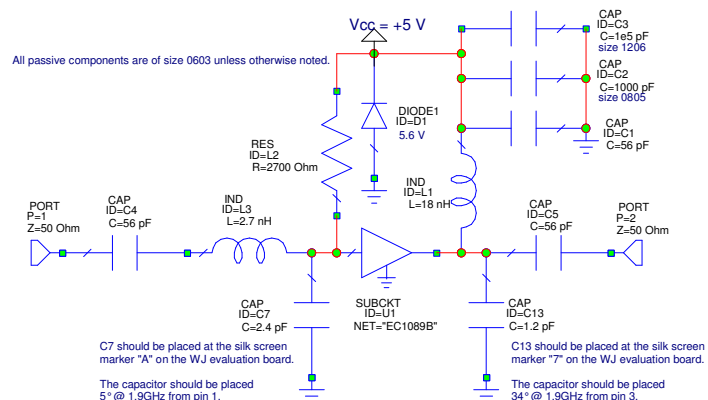 Vcc = +5 V
All passive components are of size 0603 unless otherwise noted.
CAP
ID=C3
C=1e5 pF
size 1206
CAP
ID=C2
C=1000 pF
size 0805
CAP
ID=C1
C=56 pF
DIODE1
ID=D1
5.6 V
RES
ID=L2
R=2700 Ohm
IND
ID=L1
L=18 nH
PORT
P=1
Z=50 Ohm
CAP
ID=C4
C=56 pF
IND
ID=L3
L=2.7 nH
CAP
ID=C5
C=56 pF
PORT
P=2
Z=50 Ohm
CAP
ID=C7
C=2.4 pF
SUBCKT
ID=U1
NET="EC1089B"
CAP
ID=C13
C=1.2 pF
C7 should be placed at the silk screen
marker "A" on the WJ evaluation board.
The capacitor should be placed
5° @ 1.9GHz from pin 1.
C13 should be placed at the silk screen
marker "7" on the WJ evaluation board.
The capacitor should be placed
34° @ 1.9GHz from pin 3.